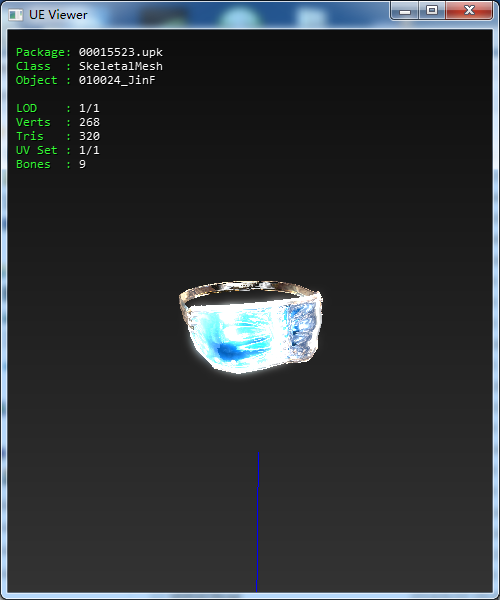 UE Viewer
Package: 00015523.upk
Class : SkeletalMesh
Object : 010024_JinF
LOD : 1/1
Verts : 268
Tris : 320
UV Set : 1/1
Bones : 9